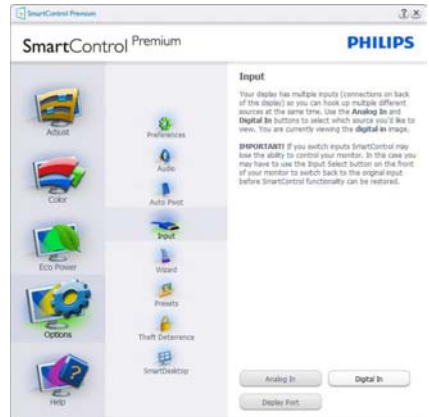 SmartControl Premium
SmartControl Premium
PHILIPS
Adjust
Color
Eco Power
Options
Help
Preferences
Audio
Auto Pivot
Input
Wizard
Presets
Theft Deterrence
SmartDesktop
Input
Your display has multiple inputs (connections on back
of the display) so you can hook up multiple different
sources at the same time. Use the Analog In and
Digital In buttons to select which source you'd like to
view. You are currently viewing the digital in image.
IMPORTANT! If you switch inputs SmartControl may
lose the ability to control your monitor. In the case you
may have to use the Input Select button on the front
of your monitor to switch back to the original input
before SmartControl functionality can be restored.
Analog In
Digital In
Display Port